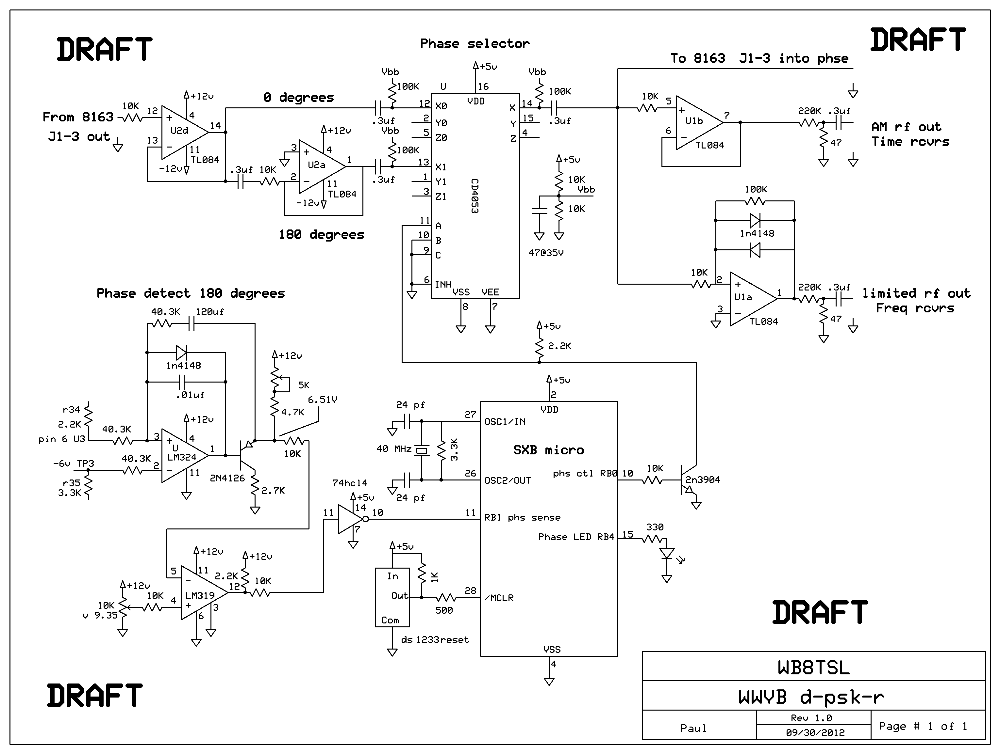 DRAFT
DRAFT
Phase selector
To 8163 J1-3 into phse
From 8163
J1-3 out
10K
12
13
+
-
U2d
+12v
4
14
11
TL084
-12v
0 degrees
.3uf
10K
3
2
+
-
U2a
+12v
4
1
11
TL084
-12v
180 degrees
Vbb
100K
.3uf
Vbb
100K
.3uf
U
+5v
16
VDD
12 X0
2 Y0
5 Z0
13 X1
1 Y1
3 Z1
11 A
10 B
9 C
6 INH
CD4053
VSS
VEE
8
7
X 14
Y 15
Z 4
Vbb
100K
.3uf
+5v
10K
Vbb
10K
47@35V
10K
5
6
+
-
U1b
7
TL084
220K .3uf
47
AM rf out
Time rcvrs
100K
1n4148
10K
2
3
+
-
U1a
1
TL084
220K .3uf
47
limited rf out
Freq rcvrs
Phase detect 180 degrees
40.3K
120uf
1n4148
.01uf
r34
2.2K
pin 6 U3
40.3K
-6v TP3
40.3K
r35
3.3K
3
2
+
-
U
LM324
+12v
4
1
11
2N4126
2.7K
+12v
5K
4.7K
6.51V
10K
+5v
2.2K
+5v
2
VDD
24 pf
40 MHz
3.3K
24 pf
27 OSC1/IN
26 OSC2/OUT
SXB micro
phs ctl RB0 10
10K
2n3904
74hc14
+5v
11
14
10
7
11 RB1 phs sense
Phase LED RB4 15
330
+5v
In
Out
Com
1K
500
28 /MCLR
ds 1233reset
VSS
4
+12v
10K
v 9.35
10K
5
4
-
+
LM319
+12v
11
12
6
3
+12v
2.2K
10K
DRAFT
DRAFT
WB8TSL
WWVB d-psk-r
Paul
Rev 1.0
09/30/2012
Page # 1 of 1